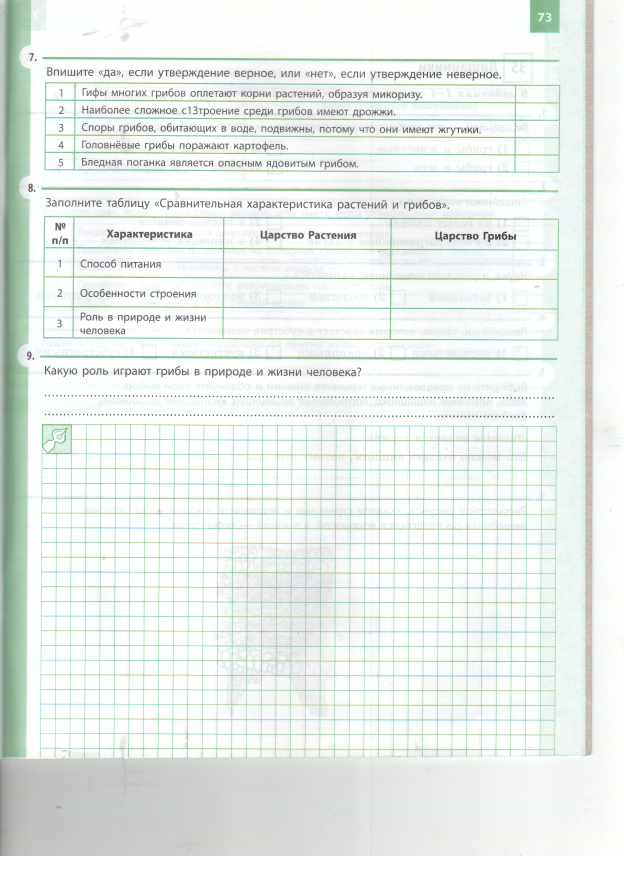 73
7.
Впишите «да», если утверждение верное, или «нет», если утверждение неверное.
1 Гифы многих грибов оплетают корни растений, образуя микоризу.
2 Наиболее сложное с13троение среди грибов имеют дрожжи.
3 Споры грибов, обитающих в воде, подвижны, потому что они имеют жгутики.
4 Головнёвые грибы поражают картофель.
5 Бледная поганка является опасным ядовитым грибом.
8.
Заполните таблицу «Сравнительная характеристика растений и грибов».
№ п/п Характеристика Царство Растения Царство Грибы
1 Способ питания
2 Особенности строения
3 Роль в природе и жизни
человека
9.
Какую роль играют грибы в природе и жизни человека?